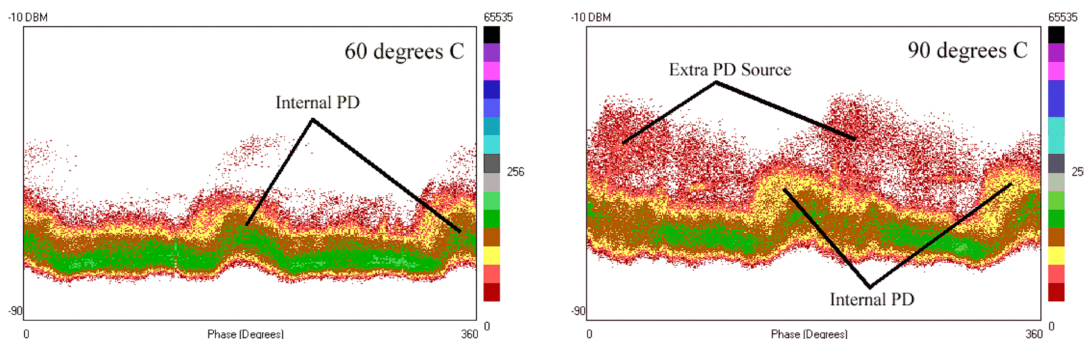 -10 DBM
65535
60 degrees C
Internal PD
256
-90
0
0
Phase [Degrees]
360
-10 DBM
65535
90 degrees C
Extra PD Source
25
Internal PD
-90
0
0
Phase [Degrees]
360